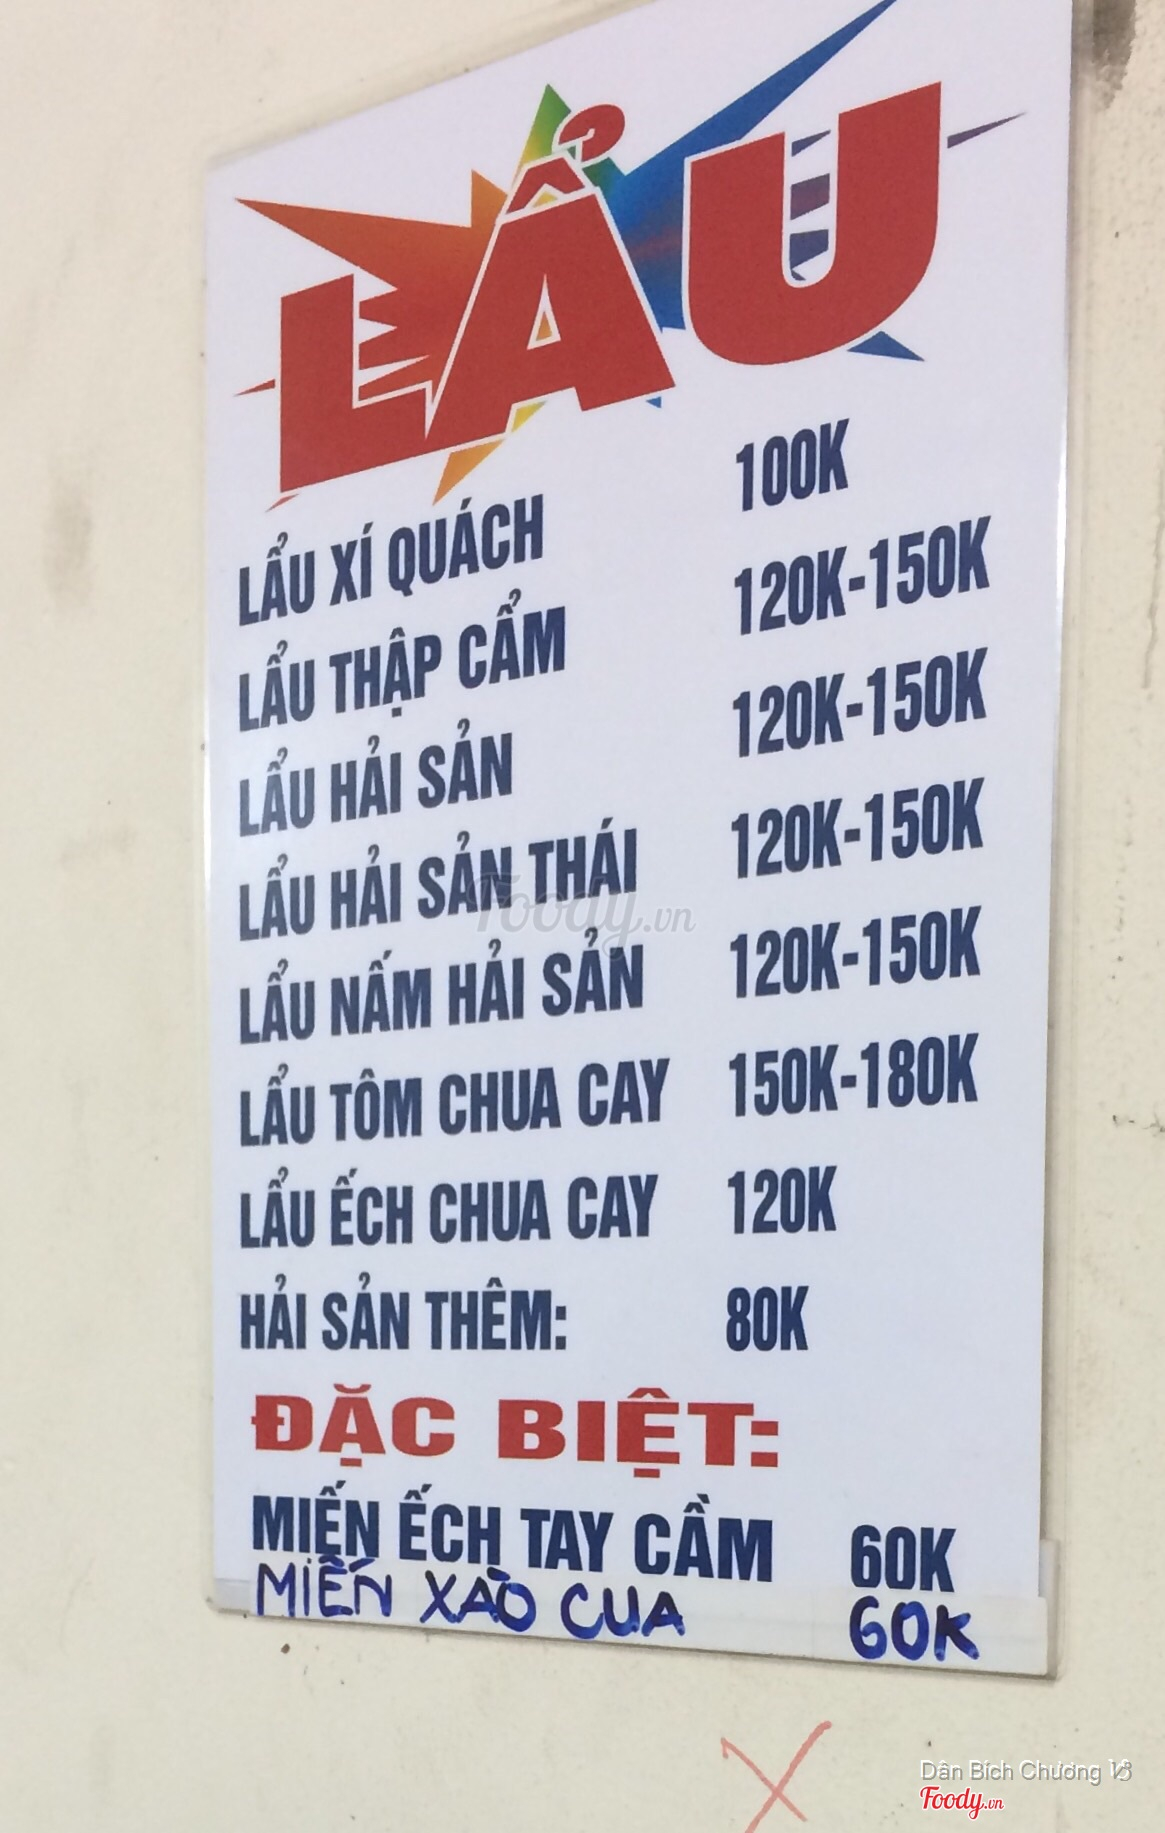 LẨU
LẨU XÍ QUÁCH 100K
LẨU THẬP CẨM 120K-150K
LẨU HẢI SẢN 120K-150K
LẨU HẢI SẢN THÁI 120K-150K
LẨU NẤM HẢI SẢN 120K-150K
LẨU TÔM CHUA CAY 150K-180K
LẨU ẾCH CHUA CAY 120K
HẢI SẢN THÊM: 80K
ĐẶC BIỆT:
MIẾN ẾCH TAY CẦM 60K
MIẾN XÀO CUA 60K
Foody.vn
Dân Bích Chương
Foody.vn